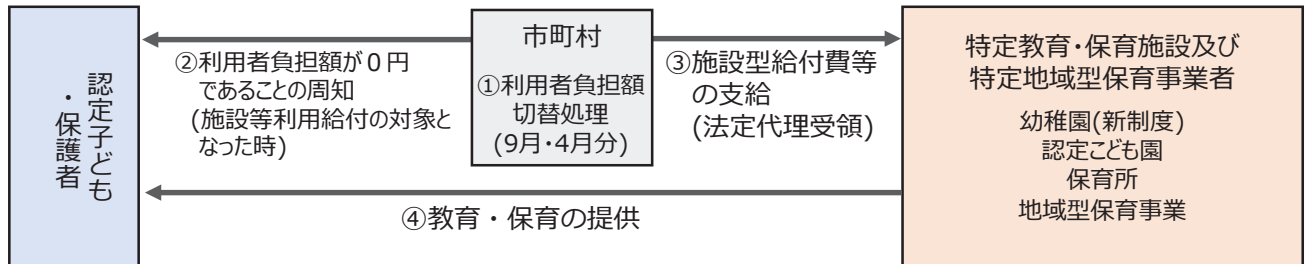 認定子ども
・保護者
②利用者負担額が０円
であることの周知
(施設等利用給付の対象と
なった時)
市町村
①利用者負担額
切替処理
(9月・4月分)
③施設型給付費等
の支給
(法定代理受領)
④教育・保育の提供
特定教育・保育施設及び
特定地域型保育事業者
幼稚園(新制度)
認定こども園
保育所
地域型保育事業